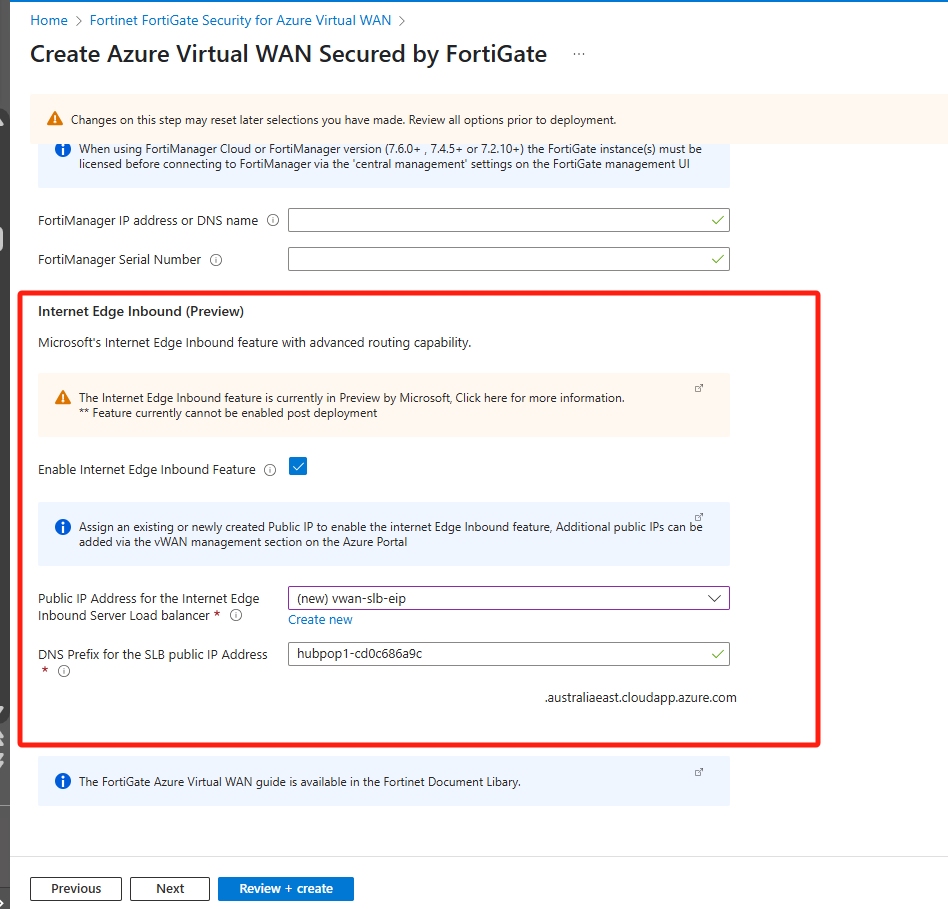 Home > Fortinet FortiGate Security for Azure Virtual WAN >
Create Azure Virtual WAN Secured by FortiGate ...
Changes on this step may reset later selections you have made. Review all options prior to deployment.
When using FortiManager Cloud or FortiManager version (7.6.0+ , 7.4.5+ or 7.2.10+) the FortiGate instance(s) must be
licensed before connecting to FortiManager via the 'central management' settings on the FortiGate management UI
FortiManager IP address or DNS name
FortiManager Serial Number
Internet Edge Inbound (Preview)
Microsoft's Internet Edge Inbound feature with advanced routing capability.
The Internet Edge Inbound feature is currently in Preview by Microsoft, Click here for more information.
** Feature currently cannot be enabled post deployment
Enable Internet Edge Inbound Feature
Assign an existing or newly created Public IP to enable the internet Edge Inbound feature, Additional public IPs can be
added via the vWAN management section on the Azure Portal
Public IP Address for the Internet Edge
Inbound Server Load balancer *
(new) vwan-slb-eip
Create new
DNS Prefix for the SLB public IP Address
*
hubpop1-cd0c686a9c
.australiaeast.cloudapp.azure.com
The FortiGate Azure Virtual WAN guide is available in the Fortinet Document Libary.
Previous
Next
Review + create